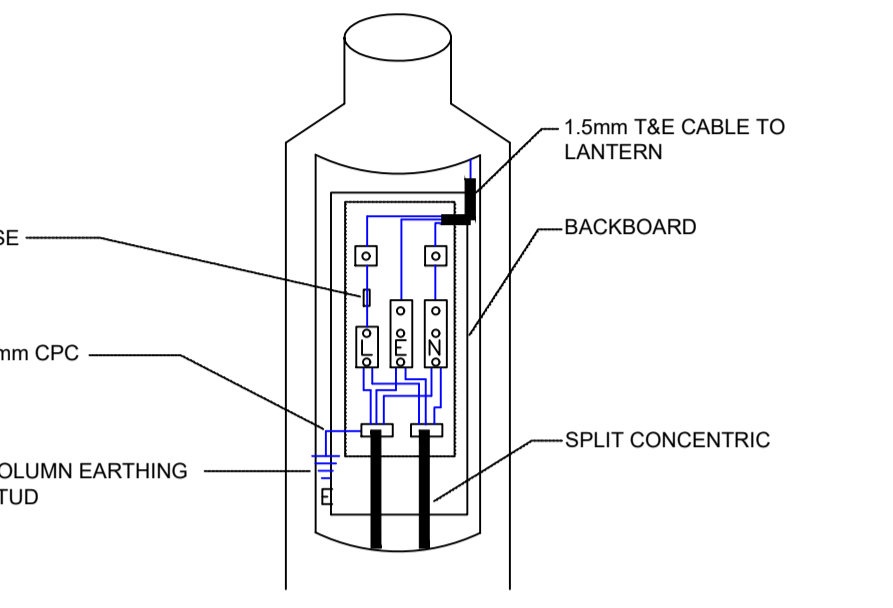 1.5mm T&E CABLE TO
LANTERN
SE
BACKBOARD
L E N
mm CPC
SPLIT CONCENTRIC
OLUMN EARTHING
TUD
E